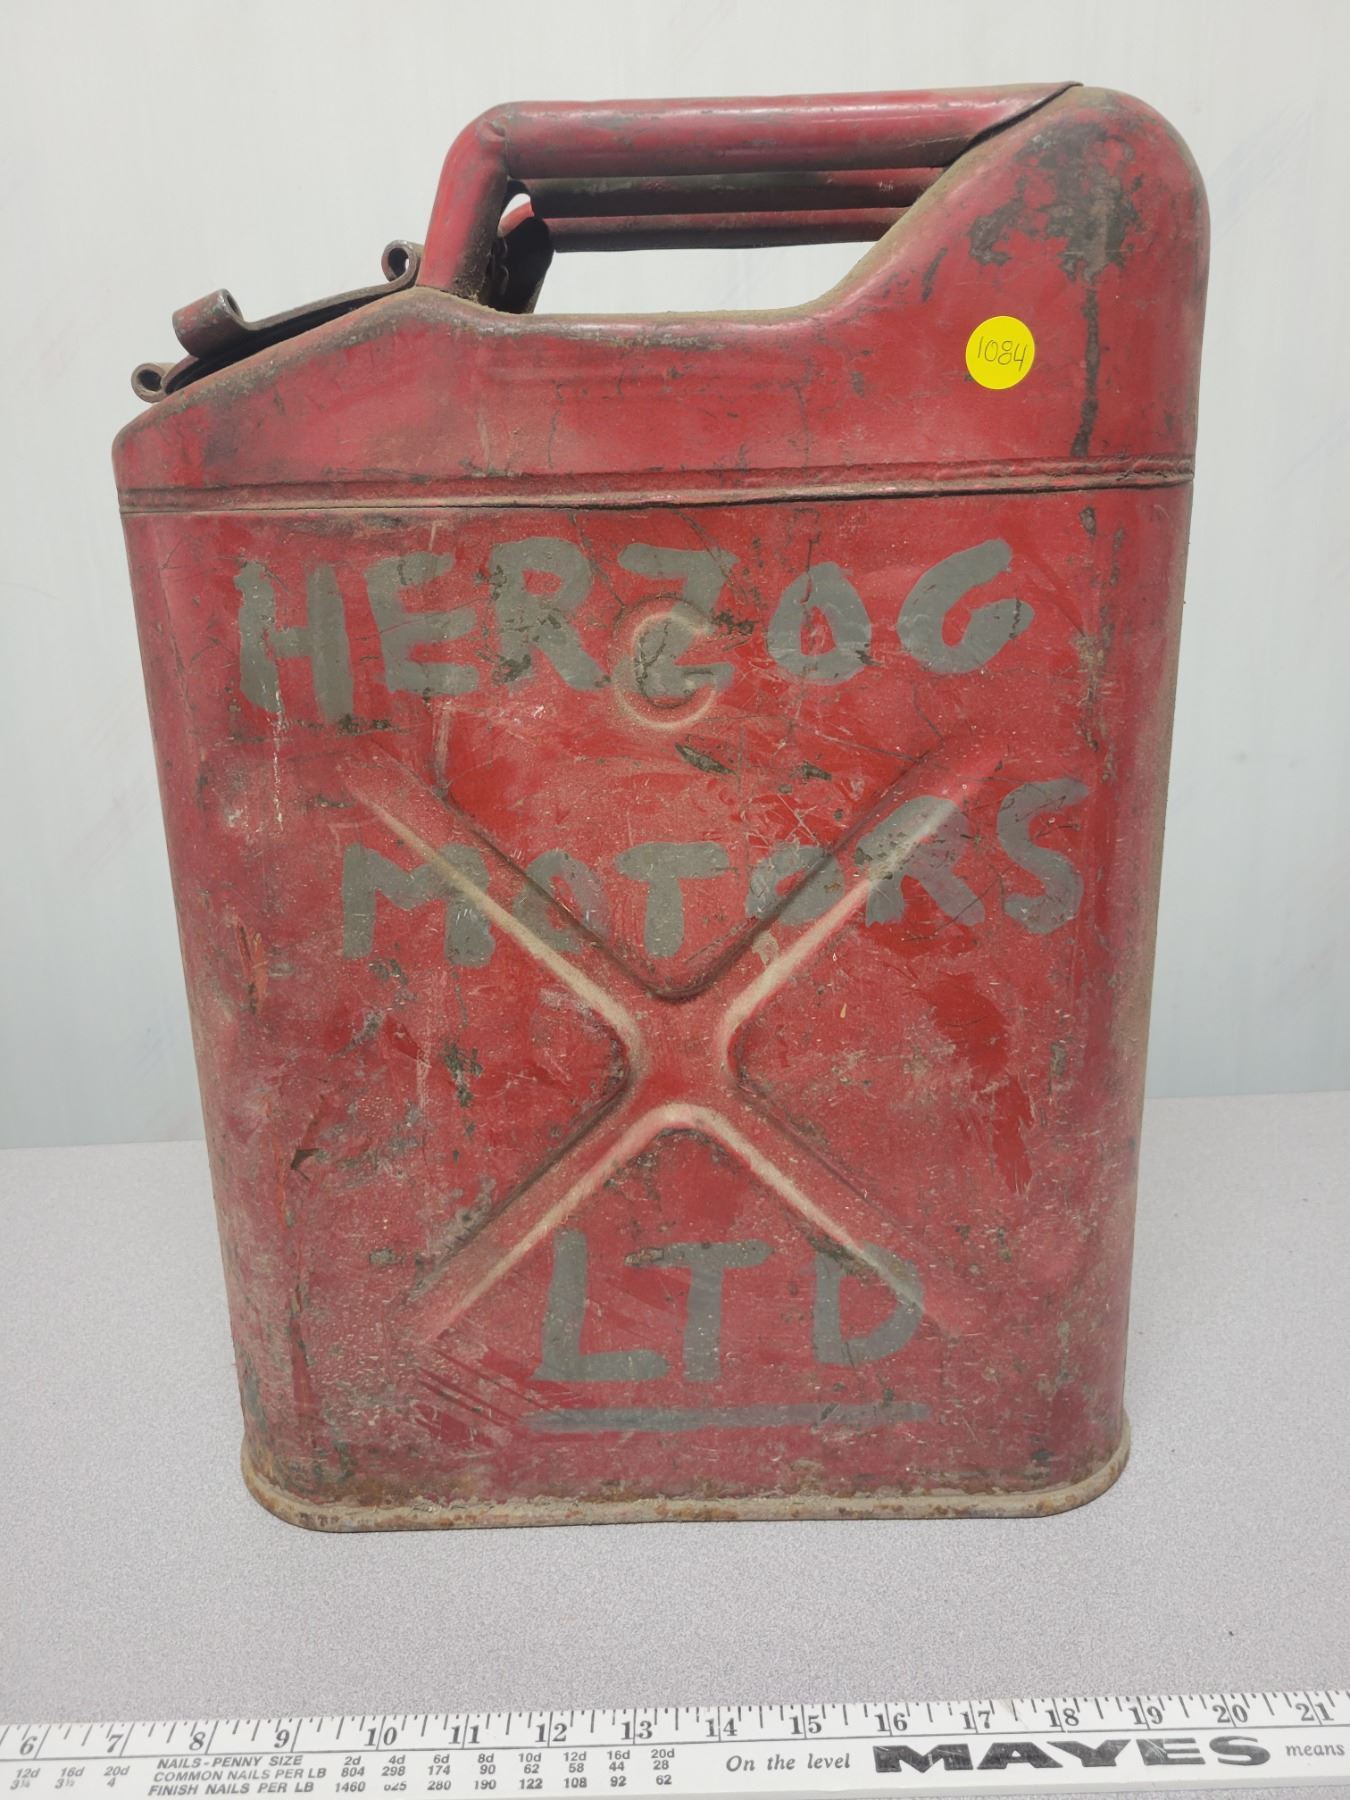 1084
HERZOG
G
MOTORS
LTD
6 7 8 9 10 11 12 13 14 15 16 17 18 19 20 21
12d 16d 20d
3¼ 3½ 4
NAILS-PENNY SIZE 2d 4d 6d 8d 10d 12d 16d 20d
COMMON NAILS PER LB 804 298 174 90 62 58 44 28
FINISH NAILS PER LB 1460 625 280 190 122 108 92 62
On the level MAYES means